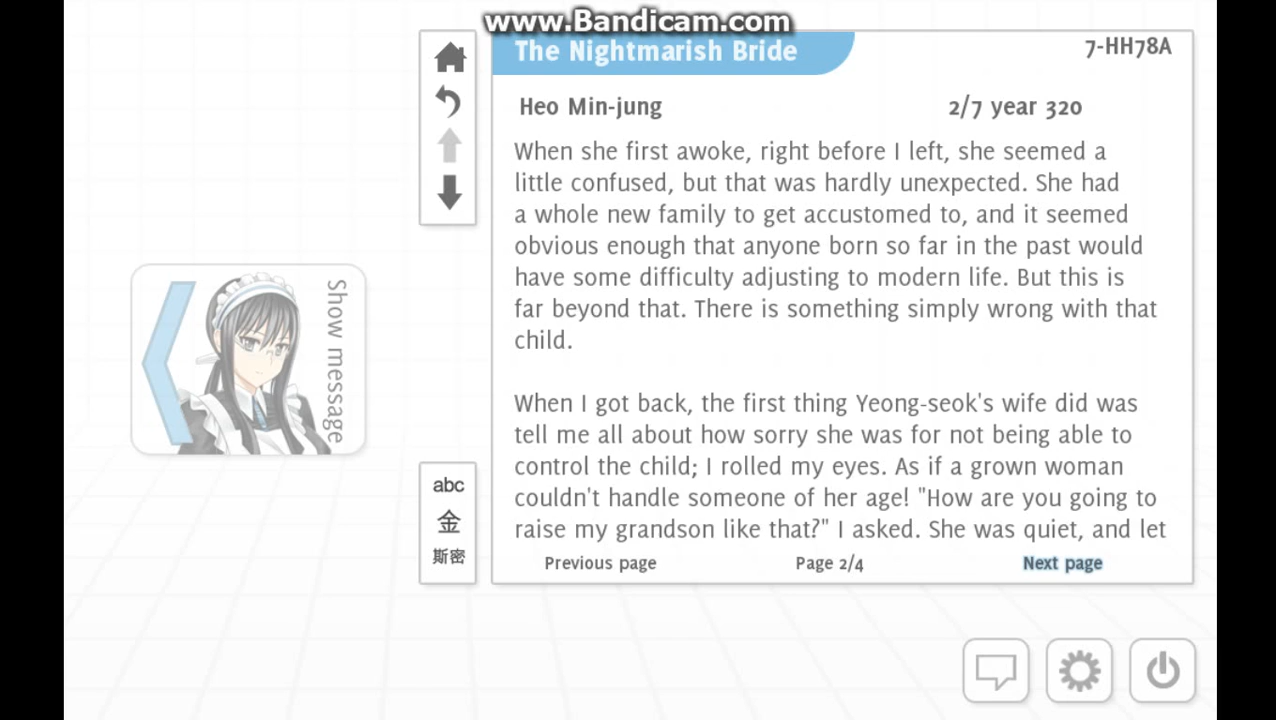 www.Bandicam.com
The Nightmarish Bride
7-HH78A
Heo Min-jung
2/7 year 320
When she first awoke, right before I left, she seemed a
little confused, but that was hardly unexpected. She had
a whole new family to get accustomed to, and it seemed
obvious enough that anyone born so far in the past would
have some difficulty adjusting to modern life. But this is
far beyond that. There is something simply wrong with that
child.
When I got back, the first thing Yeong-seok's wife did was
tell me all about how sorry she was for not being able to
control the child; I rolled my eyes. As if a grown woman
couldn't handle someone of her age! "How are you going to
raise my grandson like that?" I asked. She was quiet, and let
Previous page
Page 2/4
Next page
Show message
abc
金
斯密